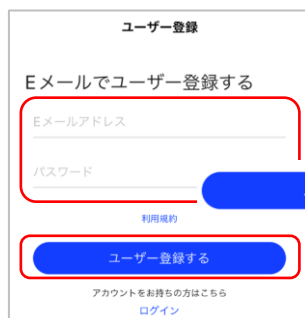 ユーザー登録
Eメールでユーザー登録する
Eメールアドレス
パスワード
利用規約
ユーザー登録する
アカウントをお持ちの方はこちら
ログイン